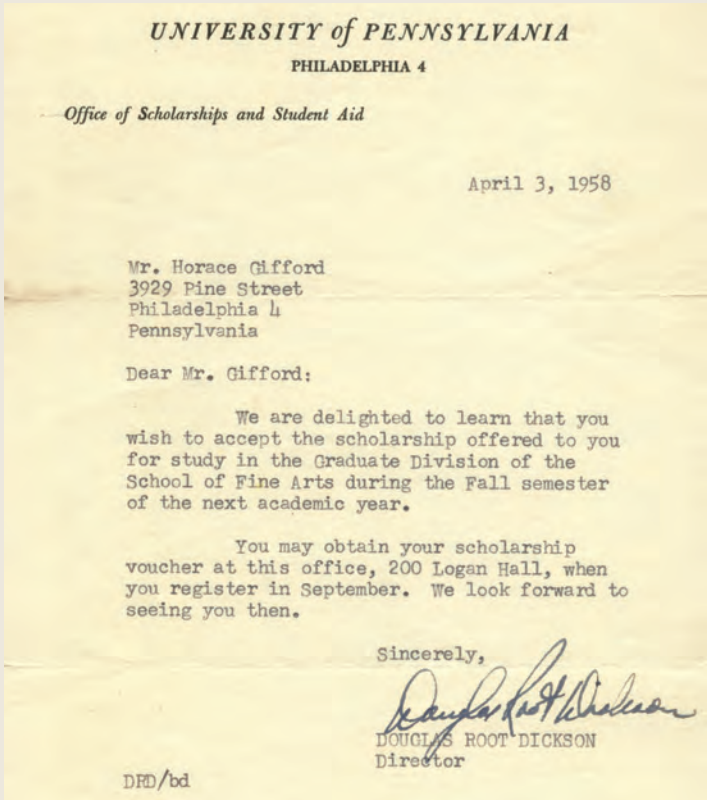 UNIVERSITY of PENNSYLVANIA
PHILADELPHIA 4
Office of Scholarships and Student Aid
April 3, 1958
Mr. Horace Gifford
3929 Pine Street
Philadelphia 4
Pennsylvania
Dear Mr. Gifford:
We are delighted to learn that you
wish to accept the scholarship offered to you
for study in the Graduate Division of the
School of Fine Arts during the Fall semester
of the next academic year.
You may obtain your scholarship
voucher at this office, 200 Logan Hall, when
you register in September. We look forward to
seeing you then.
Sincerely,
Douglas Root Dickson
DOUGLAS ROOT DICKSON
Director
DRD/bd